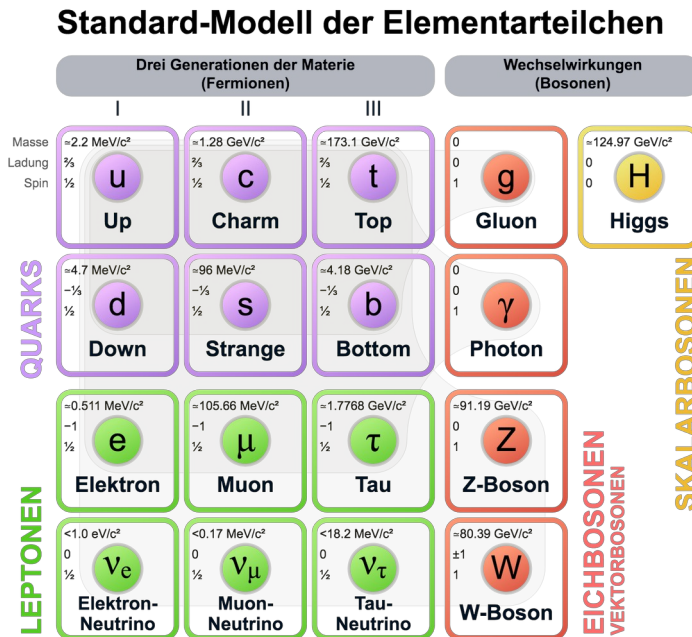 Standard-Modell der Elementarteilchen
Drei Generationen der Materie
(Fermionen)
Wechselwirkungen
(Bosonen)
I
II
III
Masse
Ladung
Spin
≃2.2 MeV/c²
⅔
½
u
Up
≃1.28 GeV/c²
⅔
½
c
Charm
≃173.1 GeV/c²
⅔
½
t
Top
0
0
1
g
Gluon
≃124.97 GeV/c²
0
0
H
Higgs
QUARKS
≃4.7 MeV/c²
−⅓
½
d
Down
≃96 MeV/c²
−⅓
½
s
Strange
≃4.18 GeV/c²
−⅓
½
b
Bottom
0
0
1
γ
Photon
SKALARBOSONEN
LEPTONEN
≃0.511 MeV/c²
−1
½
e
Elektron
≃105.66 MeV/c²
−1
½
μ
Muon
≃1.7768 GeV/c²
−1
½
τ
Tau
≃91.19 GeV/c²
0
1
Z
Z-Boson
EICHBOSONEN
VEKTORBOSONEN
<1.0 eV/c²
0
½
νe
Elektron-
Neutrino
<0.17 MeV/c²
0
½
νμ
Muon-
Neutrino
<18.2 MeV/c²
0
½
ντ
Tau-
Neutrino
≃80.39 GeV/c²
±1
1
W
W-Boson